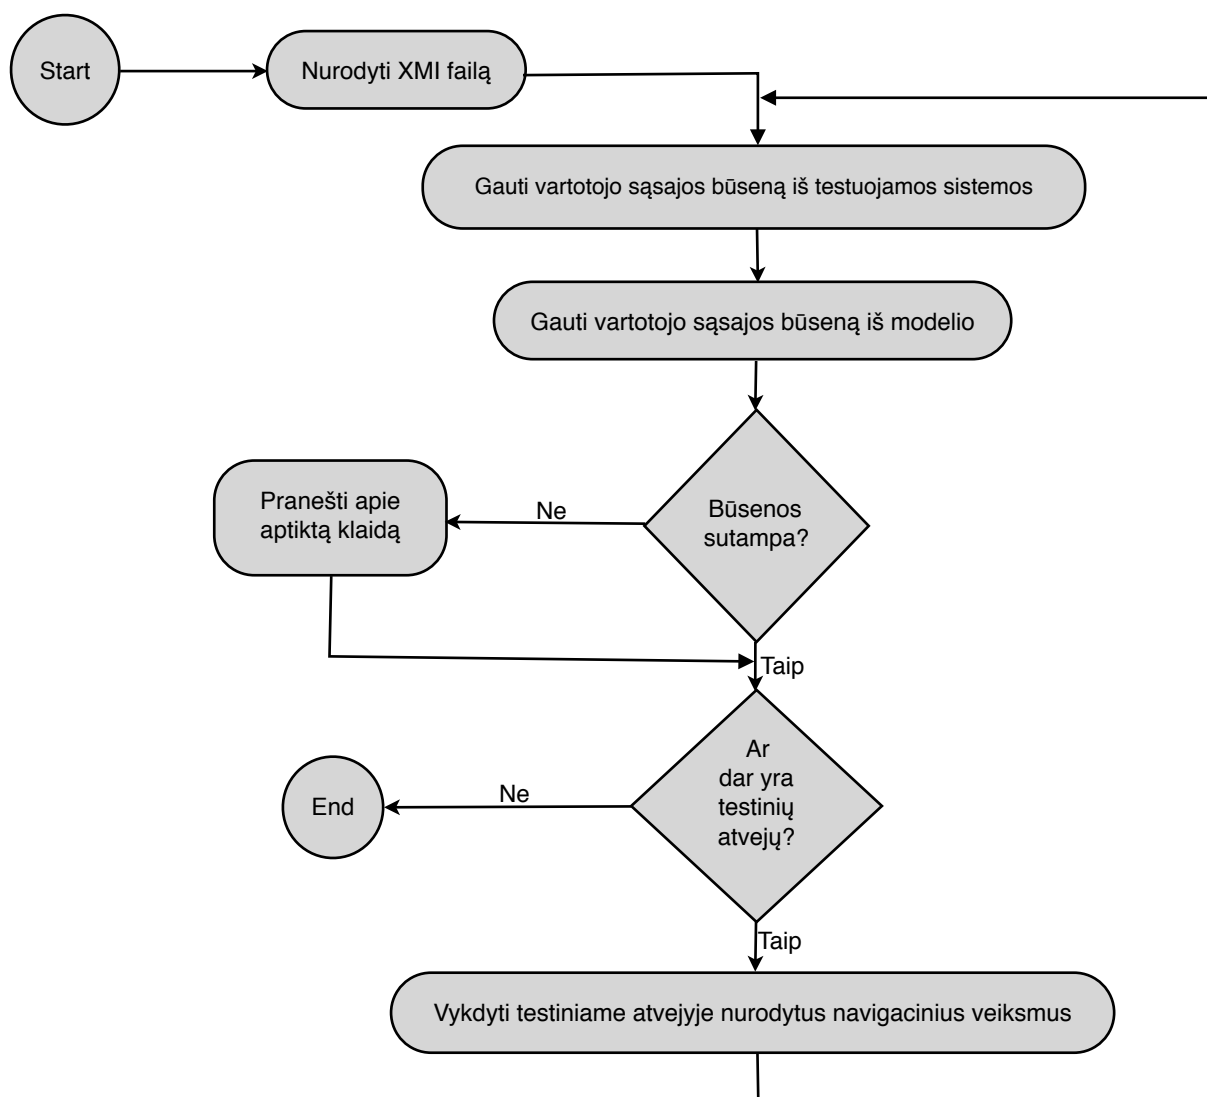 Start
Nurodyti XMI failą
Gauti vartotojo sąsajos būseną iš testuojamos sistemos
Gauti vartotojo sąsajos būseną iš modelio
Būsenos
sutampa?
Ne
Pranešti apie
aptiktą klaidą
Taip
Ar
dar yra
testinių
atvejų?
Ne
End
Taip
Vykdyti testiniame atvejyje nurodytus navigacinius veiksmus